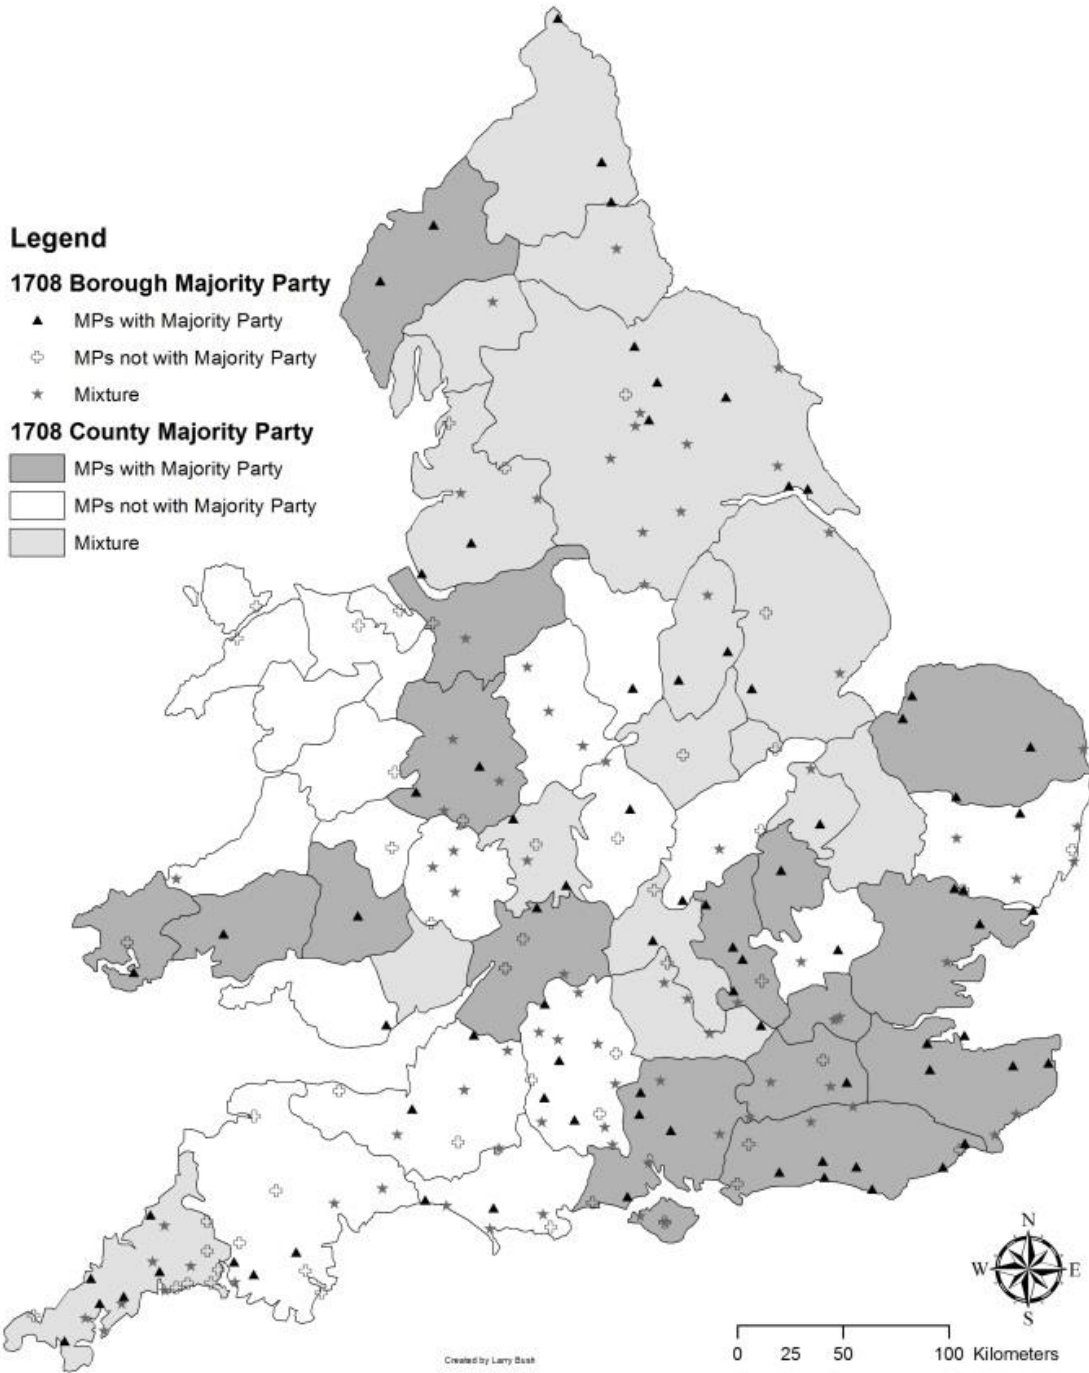 Legend
1708 Borough Majority Party
MPs with Majority Party
MPs not with Majority Party
Mixture
1708 County Majority Party
MPs with Majority Party
MPs not with Majority Party
Mixture
N
W E
S
0 25 50 100 Kilometers
Created by Larry Bush